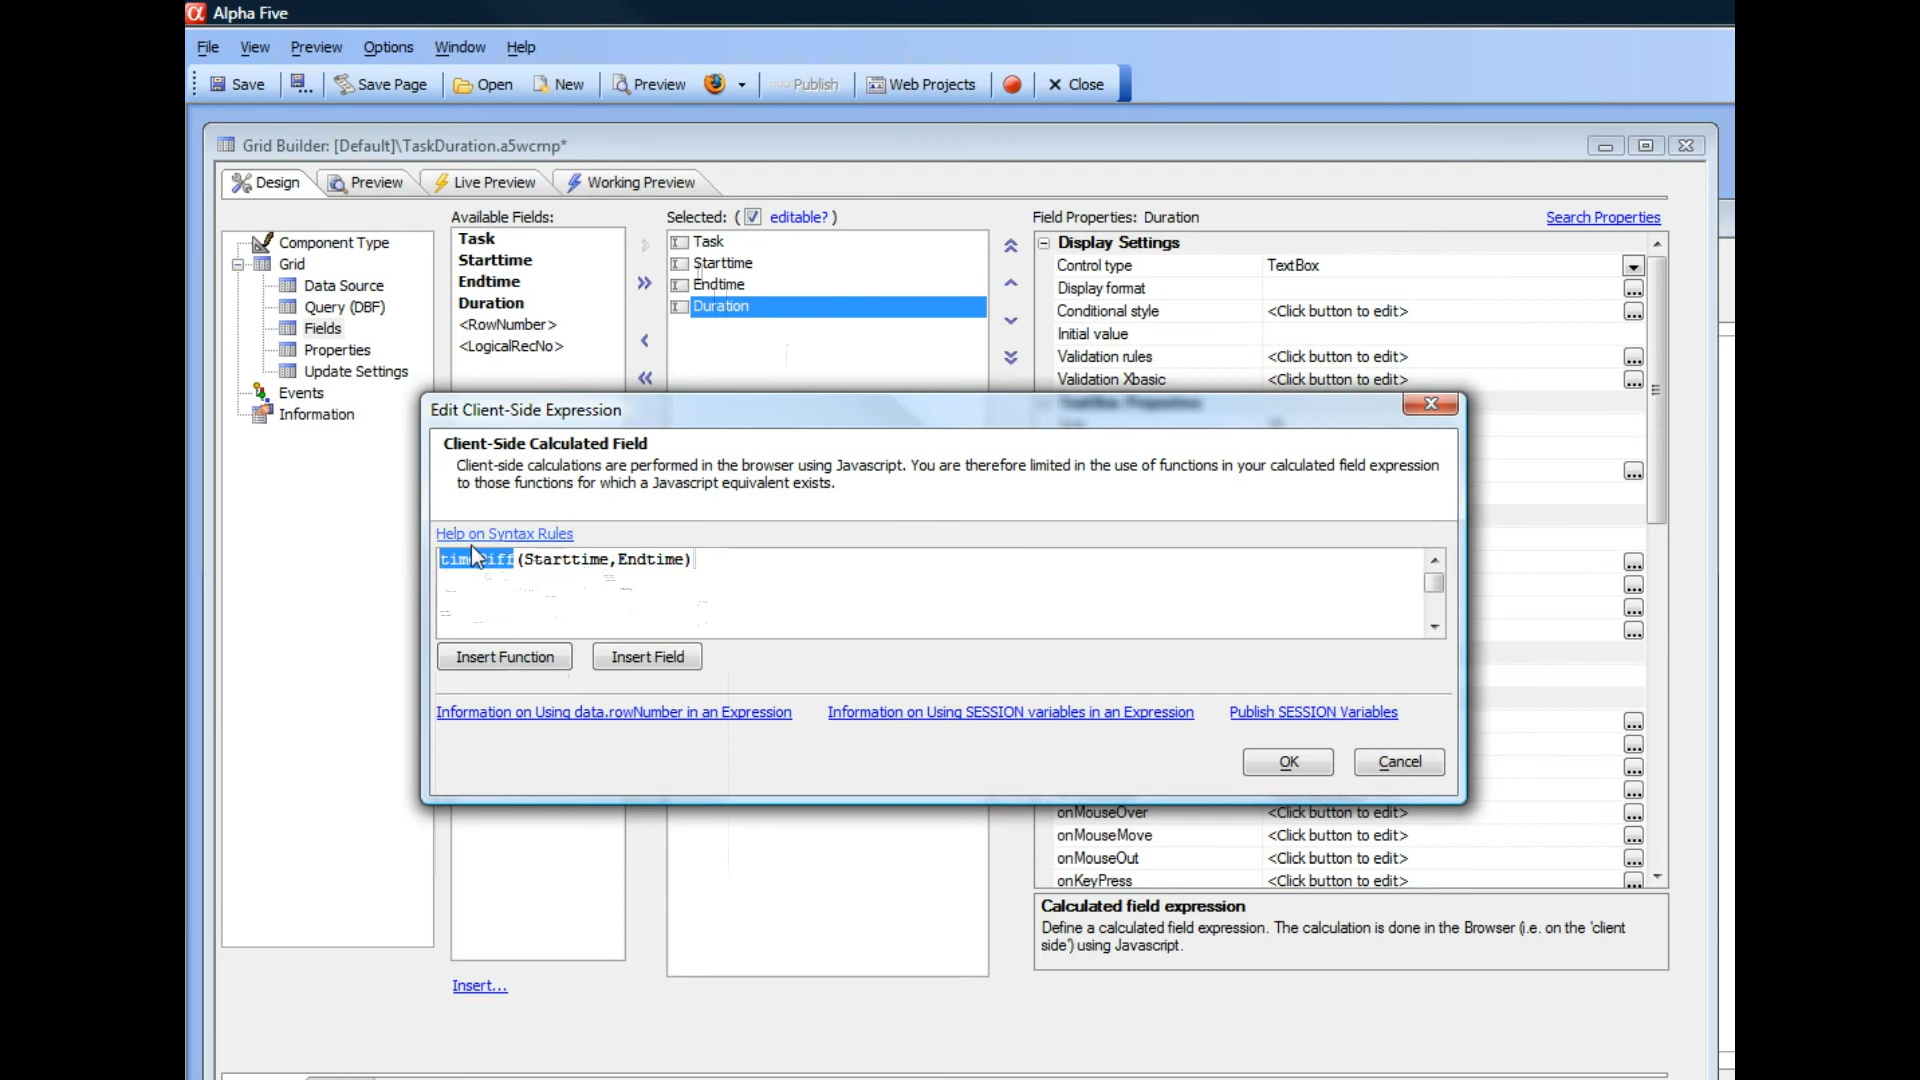 Alpha Five
File View Preview Options Window Help
Save Save Page Open New Preview Publish Web Projects Close
Grid Builder: [Default]\TaskDuration.a5wcmp*
Design Preview Live Preview Working Preview
Available Fields: Selected: ( editable? ) Field Properties: Duration Search Properties
Component Type
Grid
Data Source
Query (DBF)
Fields
Properties
Update Settings
Events
Information
Task
Starttime
Endtime
Duration
<RowNumber>
<LogicalRecNo>
Insert...
Task
Starttime
Endtime
Duration
Display Settings
Control type TextBox
Display format
Conditional style <Click button to edit>
Initial value
Validation rules <Click button to edit>
Validation Xbasic <Click button to edit>
Edit Client-Side Expression
Client-Side Calculated Field
Client-side calculations are performed in the browser using Javascript. You are therefore limited in the use of functions in your calculated field expression
to those functions for which a Javascript equivalent exists.
Help on Syntax Rules
(Starttime,Endtime)
Insert Function Insert Field
Information on Using data.rowNumber in an Expression Information on Using SESSION variables in an Expression Publish SESSION Variables
OK Cancel
onMouseOver <Click button to edit>
onMouseMove <Click button to edit>
onMouseOut <Click button to edit>
onKeyPress <Click button to edit>
Calculated field expression
Define a calculated field expression. The calculation is done in the Browser (i.e. on the 'client
side') using Javascript.